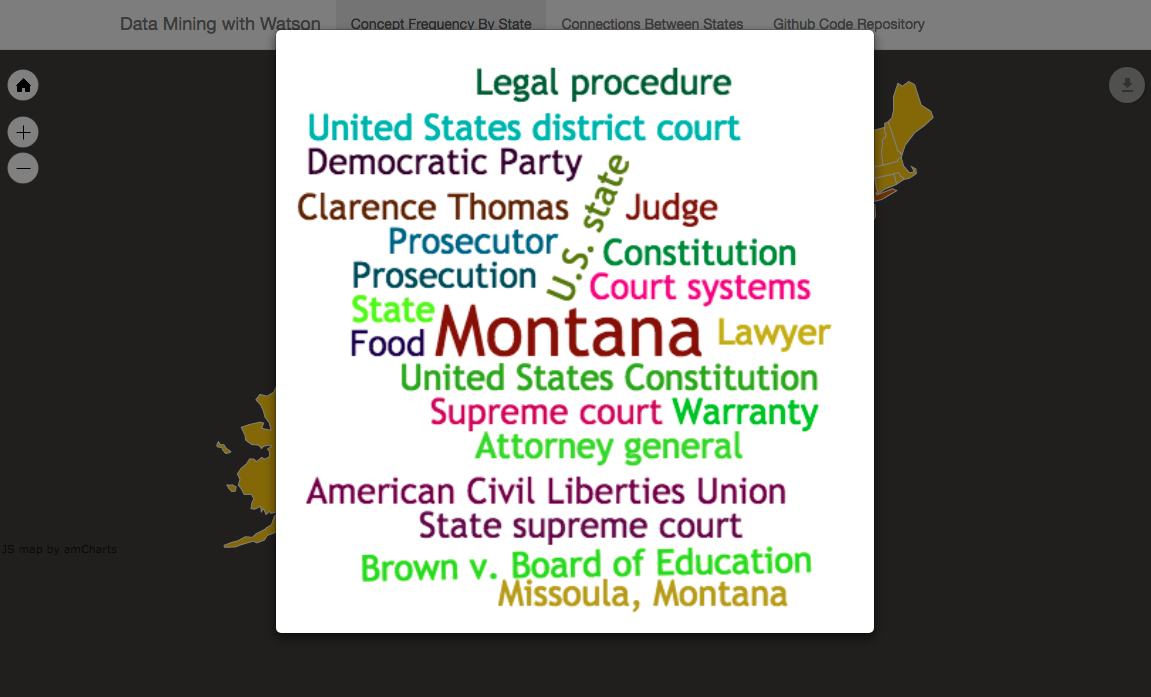 Data Mining with Watson Concept Frequency By State Connections Between States Github Code Repository
Legal procedure
United States district court
Democratic Party
U.S. state
Clarence Thomas Judge
Prosecutor
Constitution
Prosecution
Court systems
State
Montana
Lawyer
Food
United States Constitution
Supreme court Warranty
Attorney general
American Civil Liberties Union
State supreme court
JS map by amCharts
Brown v. Board of Education
Missoula, Montana